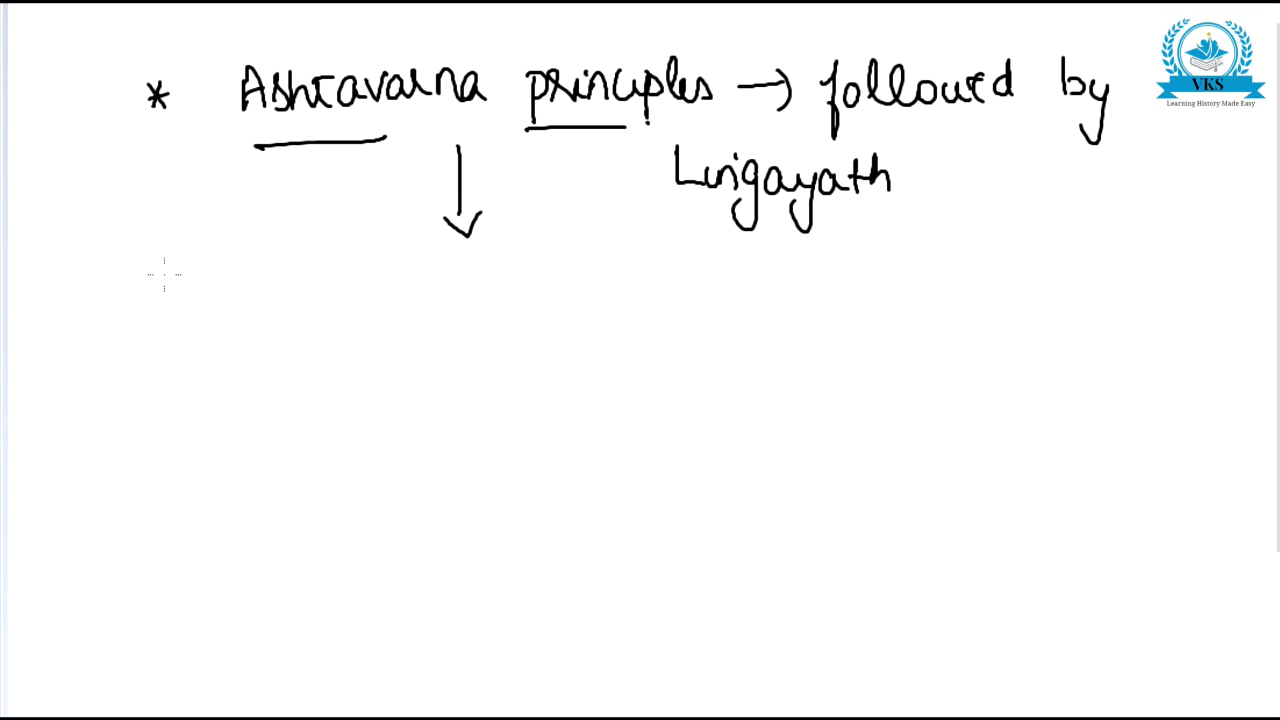 * Ashtavarna principles → followed by
Lingayath
VKS
Learning History Made Easy